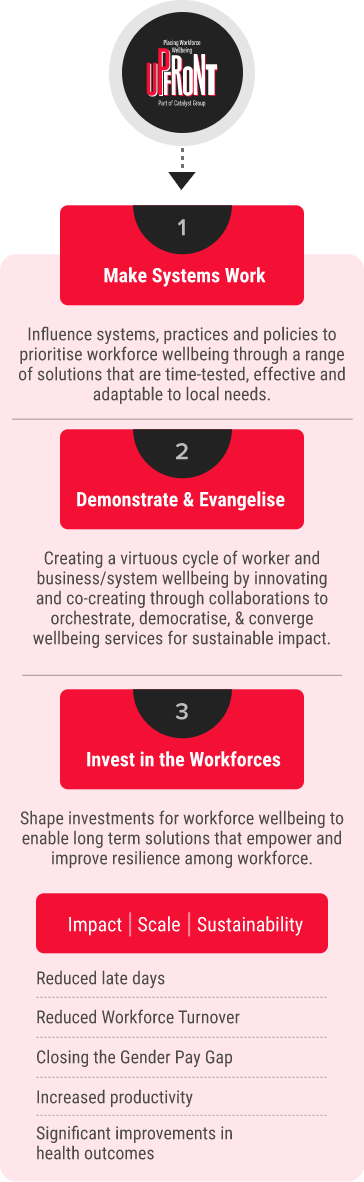 Placing Workforce
Wellbeing
UPFRONT
Part of Catalyst Group
1
Make Systems Work
Influence systems, practices and policies to
prioritise workforce wellbeing through a range
of solutions that are time-tested, effective and
adaptable to local needs.
2
Demonstrate & Evangelise
Creating a virtuous cycle of worker and
business/system wellbeing by innovating
and co-creating through collaborations to
orchestrate, democratise, & converge
wellbeing services for sustainable impact.
3
Invest in the Workforces
Shape investments for workforce wellbeing to
enable long term solutions that empower and
improve resilience among workforce.
Impact | Scale | Sustainability
Reduced late days
Reduced Workforce Turnover
Closing the Gender Pay Gap
Increased productivity
Significant improvements in
health outcomes